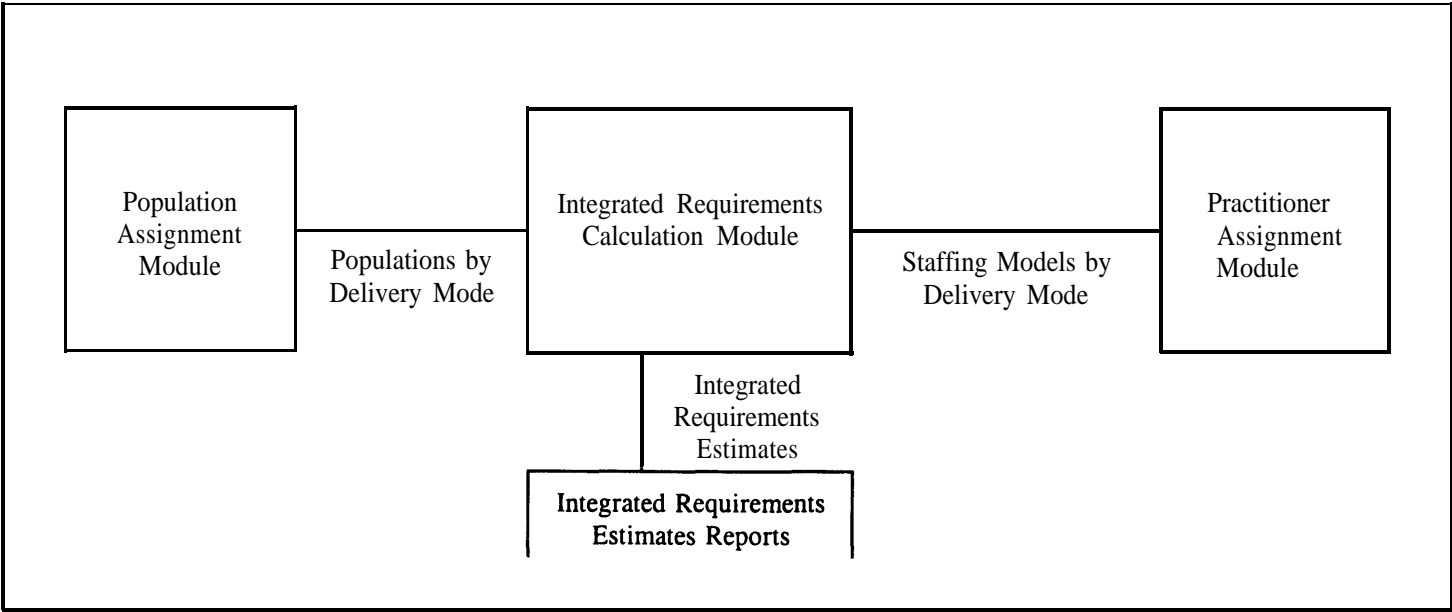 Population
Assignment
Module
Populations by
Delivery Mode
Integrated Requirements
Calculation Module
Staffing Models by
Delivery Mode
Practitioner
Assignment
Module
Integrated
Requirements
Estimates
Integrated Requirements
Estimates Reports